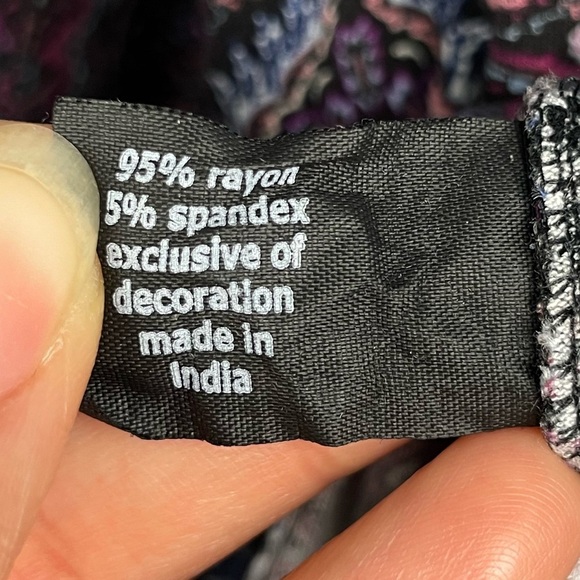 95% rayon
5% spandex
exclusive of
decoration
made in
India